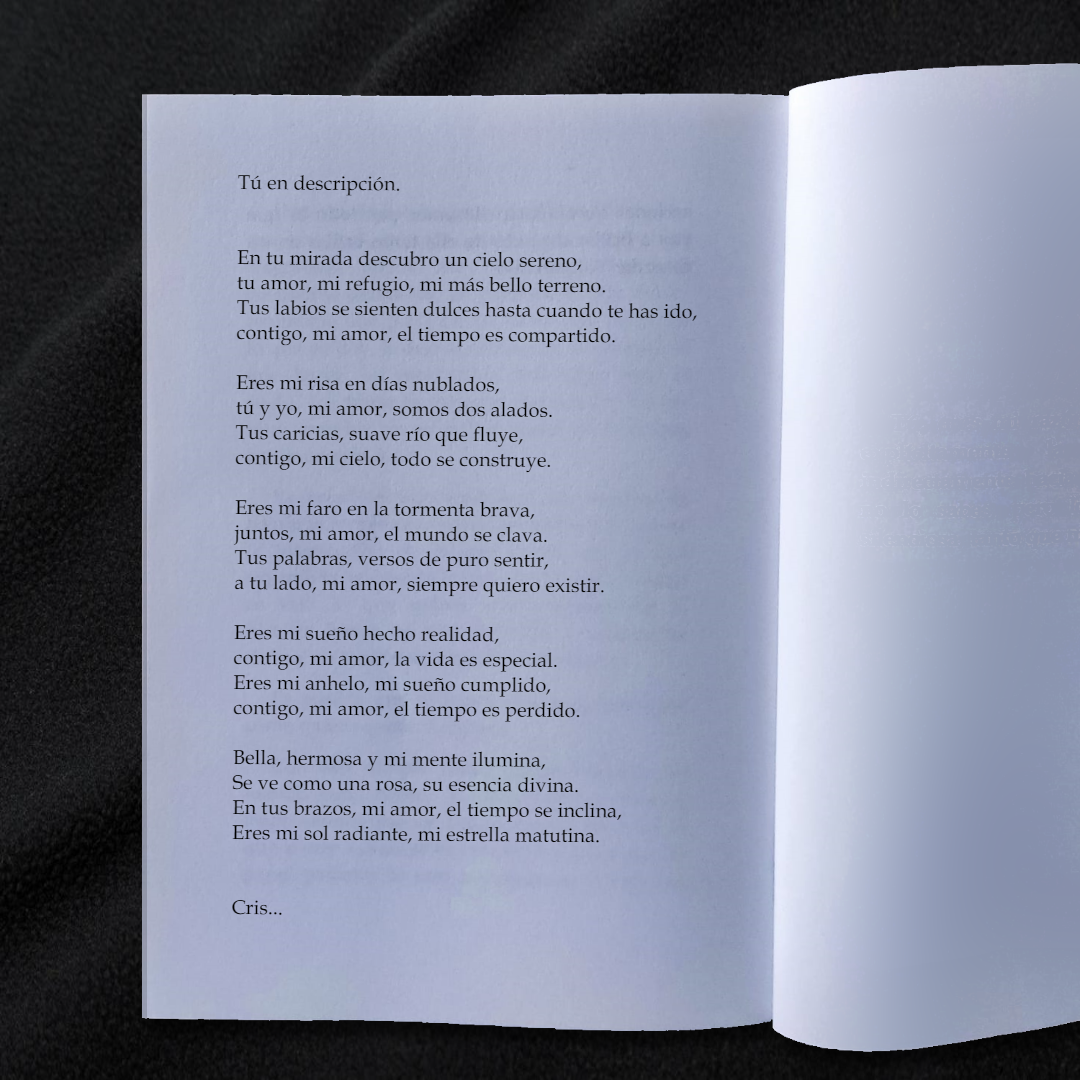 Tú en descripción.
En tu mirada descubro un cielo sereno,
tu amor, mi refugio, mi más bello terreno.
Tus labios se sienten dulces hasta cuando te has ido,
contigo, mi amor, el tiempo es compartido.
Eres mi risa en días nublados,
tú y yo, mi amor, somos dos alados.
Tus caricias, suave río que fluye,
contigo, mi cielo, todo se construye.
Eres mi faro en la tormenta brava,
juntos, mi amor, el mundo se clava.
Tus palabras, versos de puro sentir,
a tu lado, mi amor, siempre quiero existir.
Eres mi sueño hecho realidad,
contigo, mi amor, la vida es especial.
Eres mi anhelo, mi sueño cumplido,
contigo, mi amor, el tiempo es perdido.
Bella, hermosa y mi mente ilumina,
Se ve como una rosa, su esencia divina.
En tus brazos, mi amor, el tiempo se inclina,
Eres mi sol radiante, mi estrella matutina.
Cris...